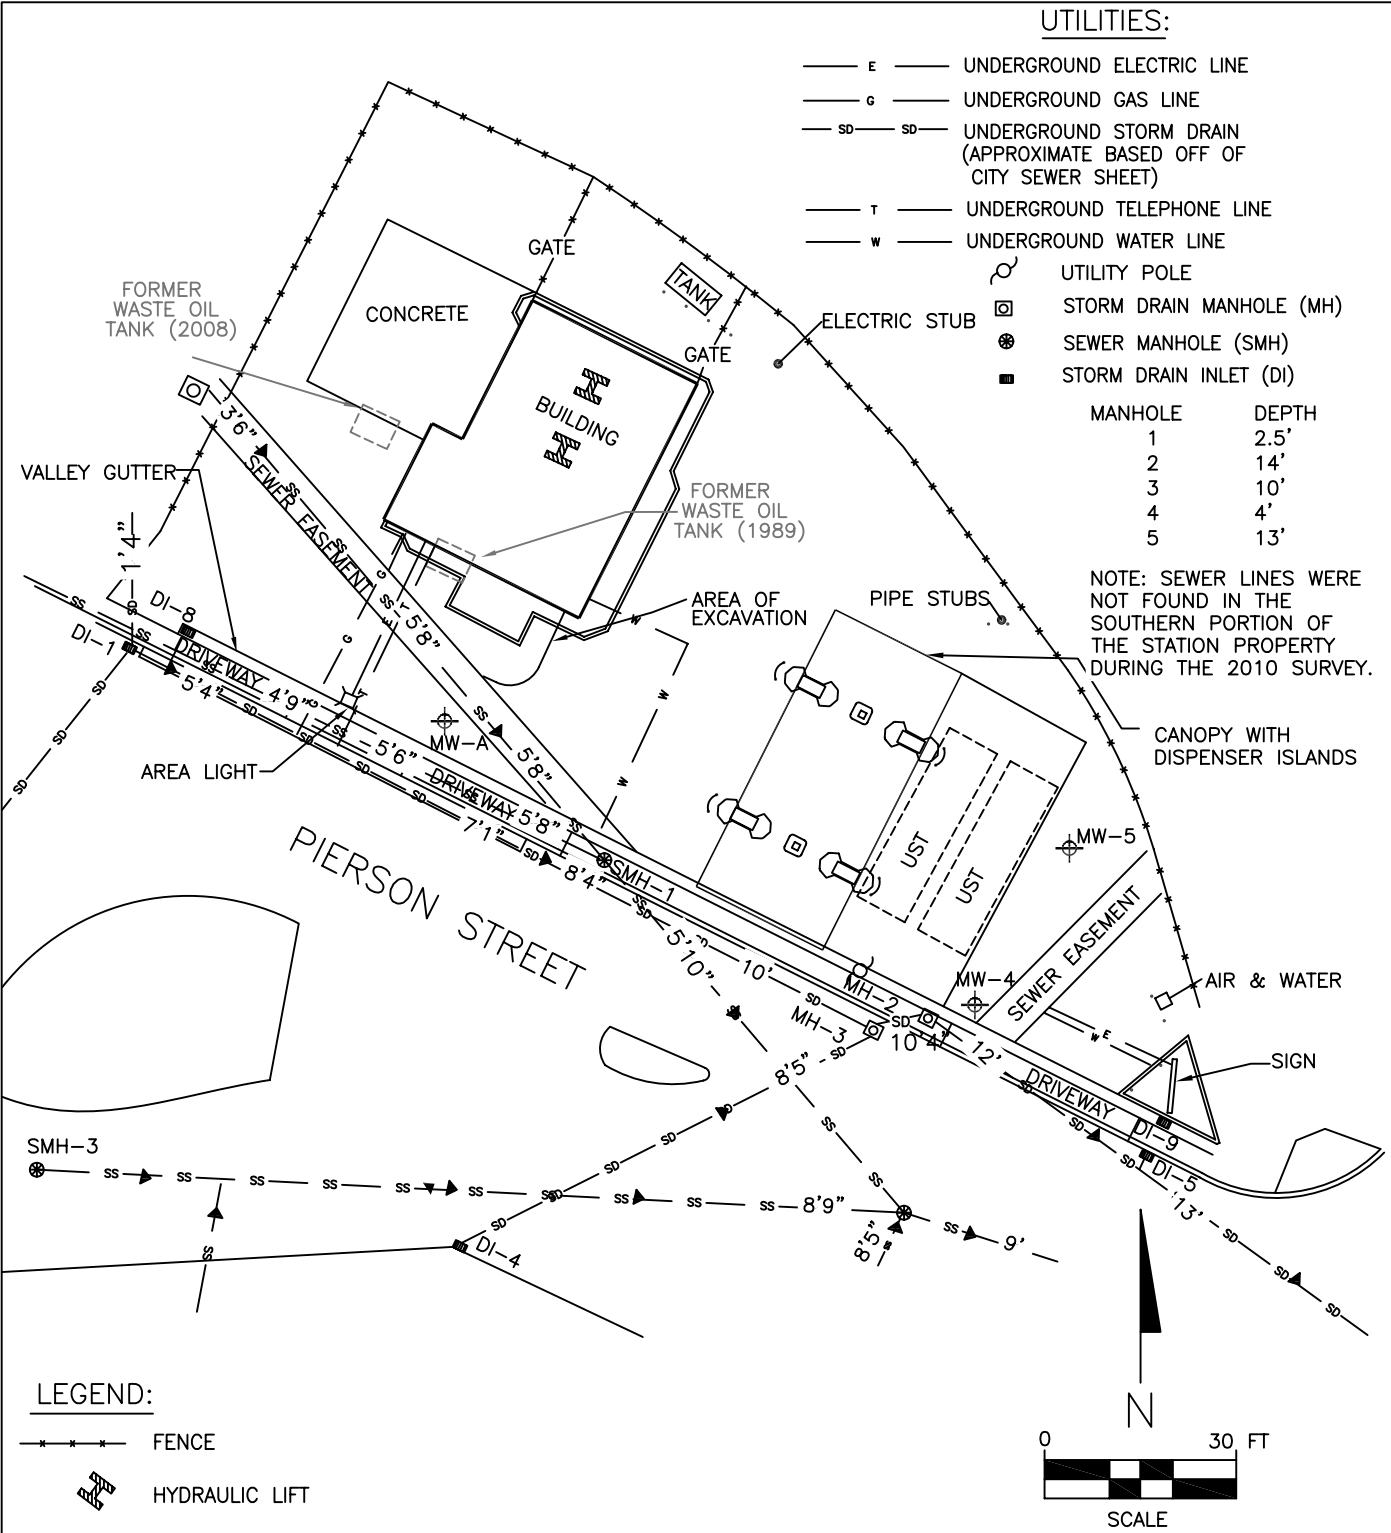 UTILITIES:
E UNDERGROUND ELECTRIC LINE
G UNDERGROUND GAS LINE
SD SD UNDERGROUND STORM DRAIN
(APPROXIMATE BASED OFF OF
CITY SEWER SHEET)
T UNDERGROUND TELEPHONE LINE
W UNDERGROUND WATER LINE
UTILITY POLE
STORM DRAIN MANHOLE (MH)
SEWER MANHOLE (SMH)
STORM DRAIN INLET (DI)
MANHOLE DEPTH
1 2.5'
2 14'
3 10'
4 4'
5 13'
NOTE: SEWER LINES WERE
NOT FOUND IN THE
SOUTHERN PORTION OF
THE STATION PROPERTY
DURING THE 2010 SURVEY.
GATE
TANK
FORMER
WASTE OIL
TANK (2008)
CONCRETE
ELECTRIC STUB
GATE
BUILDING
3'6"
SEWER EASEMENT
VALLEY GUTTER
FORMER
WASTE OIL
TANK (1989)
1'4"
AREA OF
EXCAVATION
PIPE STUBS
DI-8
DI-1
DRIVEWAY
5'4"
4'9"
5'8"
MW-A
5'6"
5'8"
AREA LIGHT
DRIVEWAY
5'8"
7'1"
8'4"
SMH-1
CANOPY WITH
DISPENSER ISLANDS
UST
UST
MW-5
PIERSON STREET
5'10"
10'
MH-2
MH-3
MW-4
SEWER EASEMENT
AIR & WATER
10'4"
12'
8'5"
DRIVEWAY
SIGN
DI-9
DI-5
13'
SMH-3
8'9"
8'5"
9'
DI-4
LEGEND:
FENCE
HYDRAULIC LIFT
N
0 30 FT
SCALE